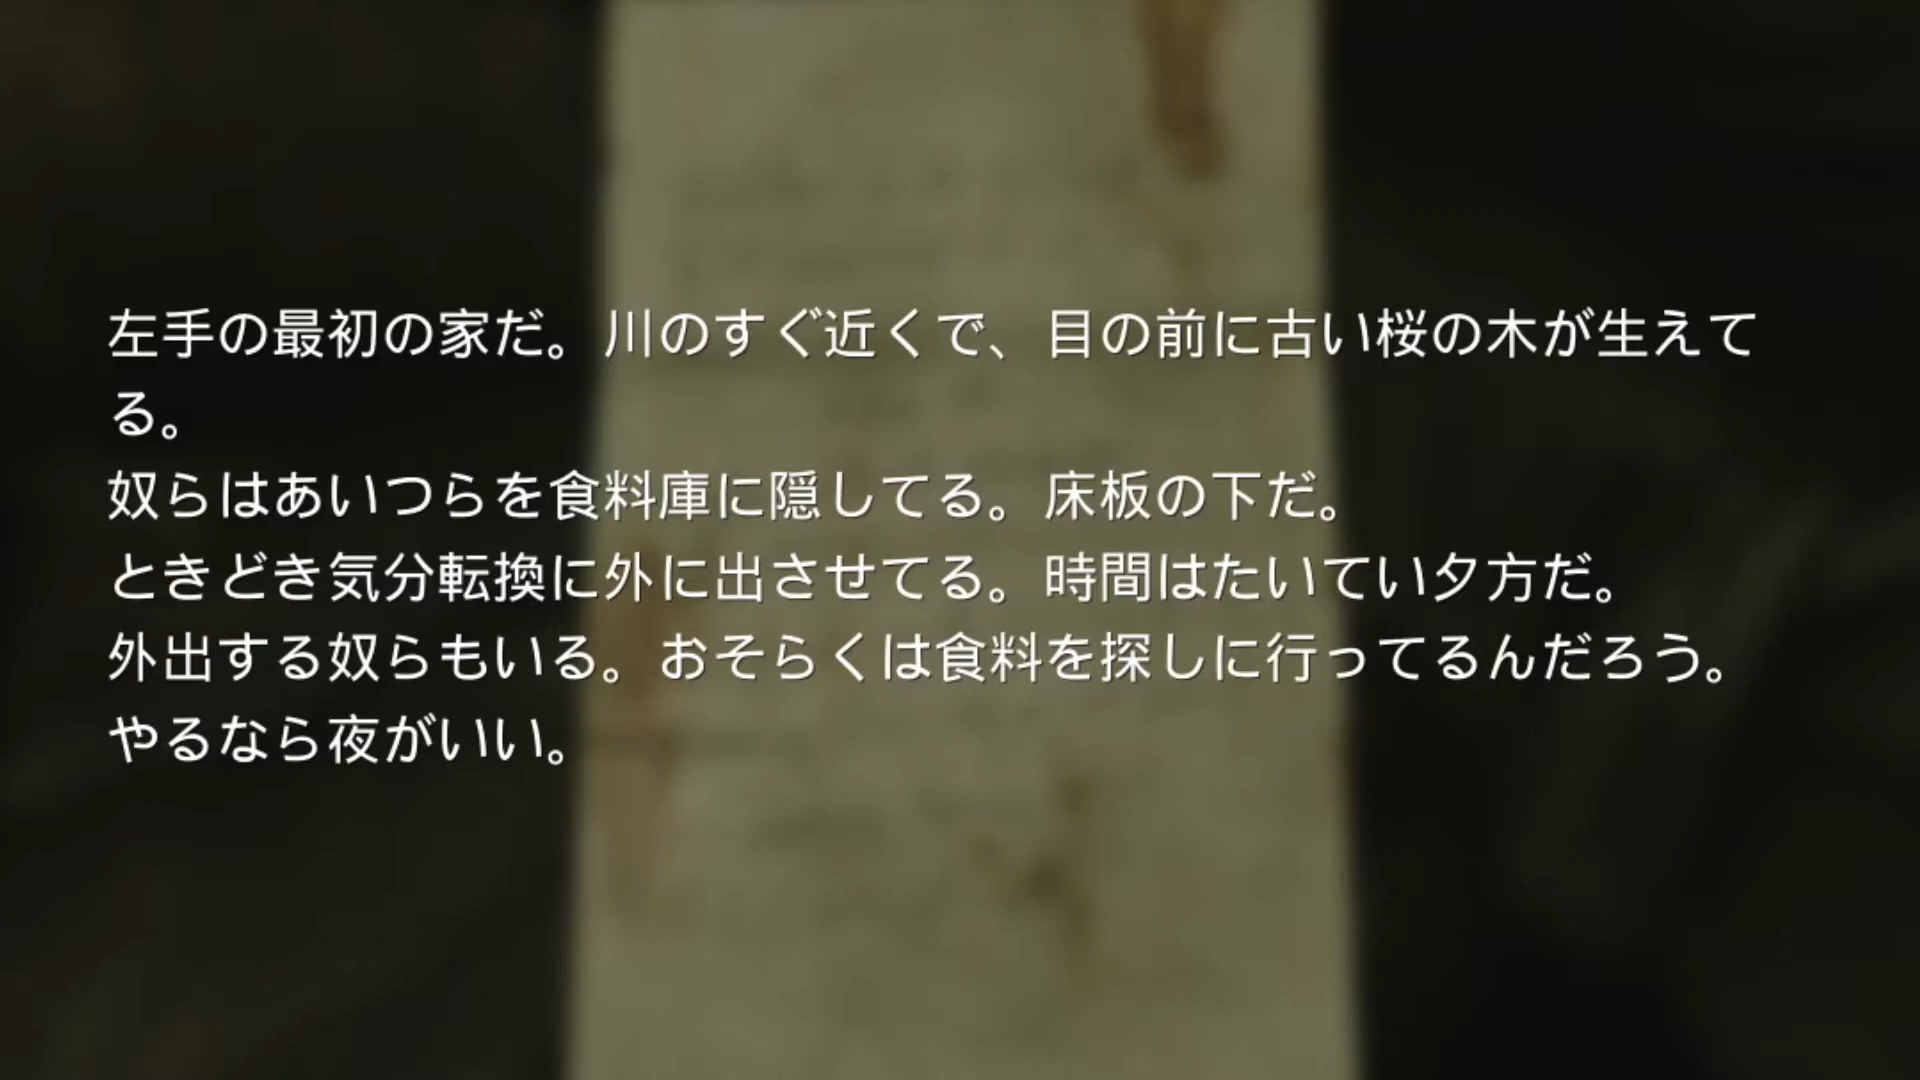 左手の最初の家だ。川のすぐ近くで、目の前に古い桜の木が生えて
る。
奴らはあいつらを食料庫に隠してる。床板の下だ。
ときどき気分転換に外に出させてる。時間はたいてい夕方だ。
外出する奴らもいる。おそらくは食料を探しに行ってるんだろう。
やるなら夜がいい。